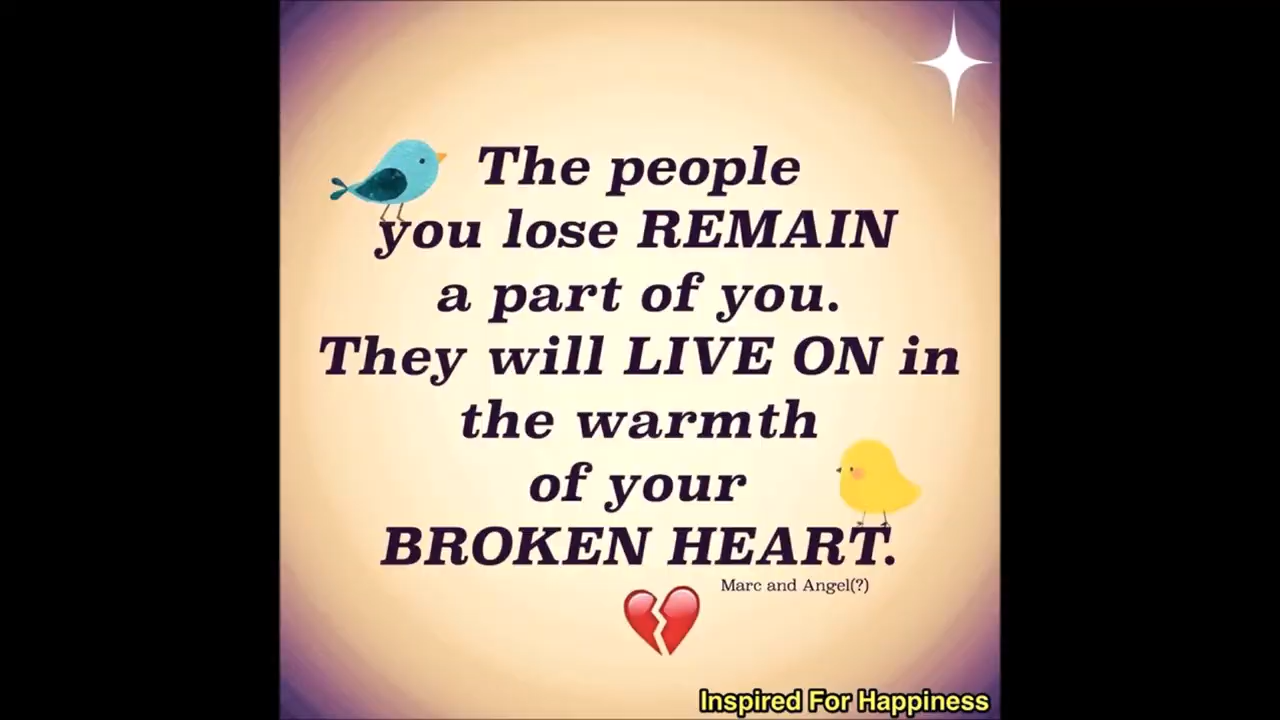 The people
you lose REMAIN
a part of you.
They will LIVE ON in
the warmth
of your
BROKEN HEART.
Marc and Angel(?)
Inspired For Happiness